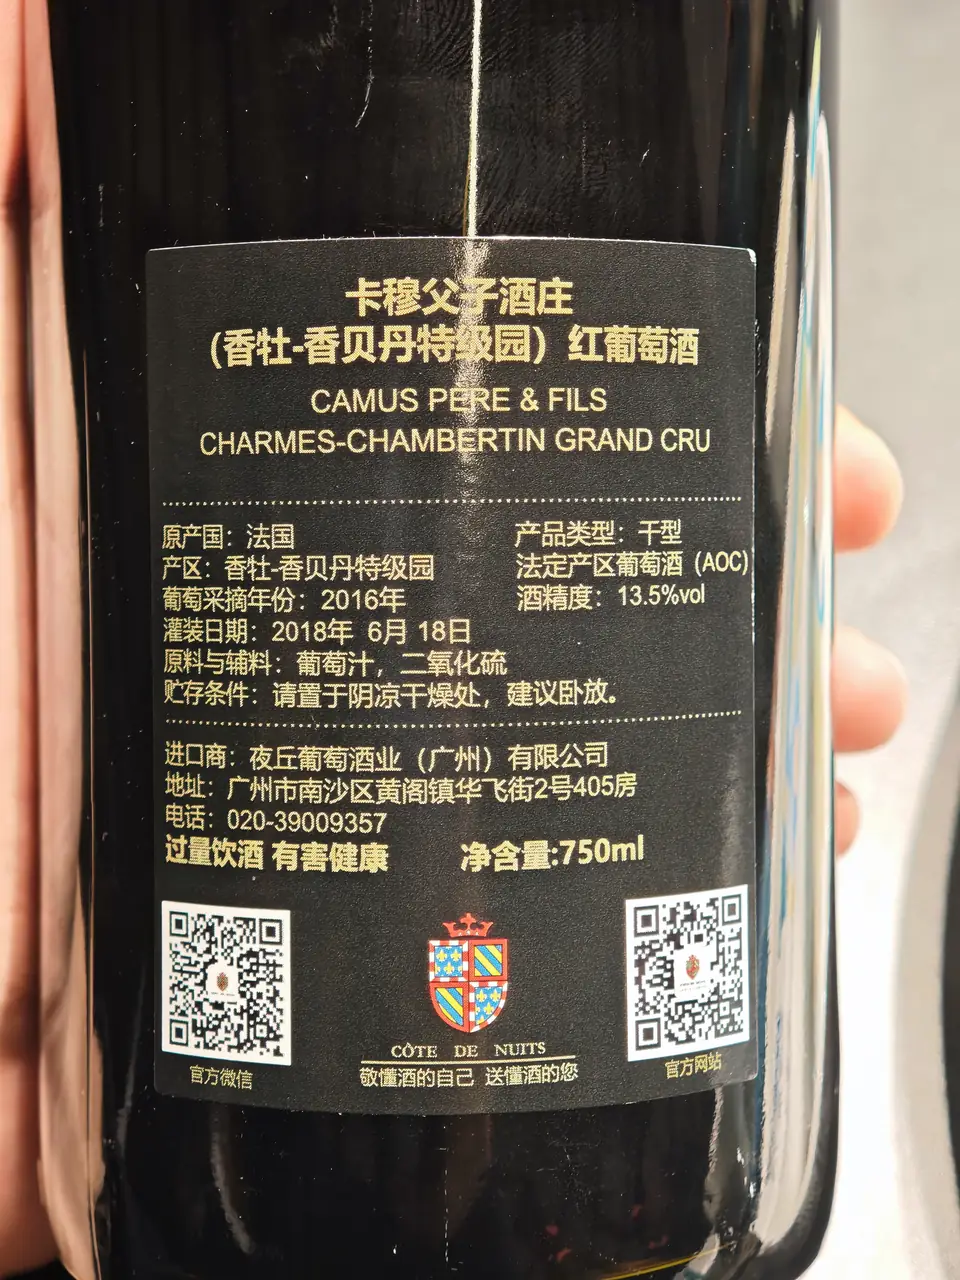 卡穆父子酒庄
（香牡-香贝丹特级园）红葡萄酒
CAMUS PERE & FILS
CHARMES-CHAMBERTIN GRAND CRU
原产国：法国
产品类型：干型
产区：香牡-香贝丹特级园
法定产区葡萄酒（AOC）
葡萄采摘年份：2016年
酒精度：13.5%vol
灌装日期：2018年 6月 18日
原料与辅料：葡萄汁，二氧化硫
贮存条件：请置于阴凉干燥处，建议卧放。
进口商：夜丘葡萄酒业（广州）有限公司
地址：广州市南沙区黄阁镇华飞街2号405房
电话：020-39009357
过量饮酒 有害健康 净含量:750ml
CÔTE DE NUITS
敬懂酒的自己 送懂酒的您
官方微信
官方网站